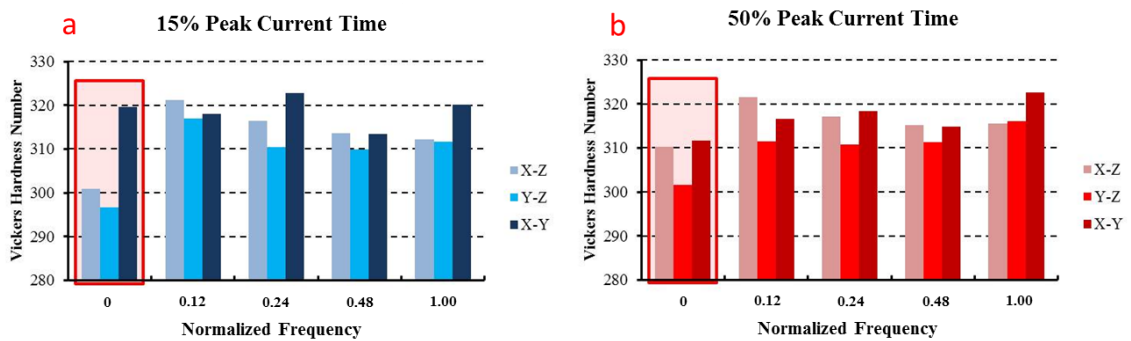 a
15% Peak Current Time
Vickers Hardness Number
330
320
310
300
290
280
0
0.12
0.24
0.48
1.00
Normalized Frequency
X-Z
Y-Z
X-Y
b
50% Peak Current Time
Vickers Hardness Number
330
320
310
300
290
280
0
0.12
0.24
0.48
1.00
Normalized Frequency
X-Z
Y-Z
X-Y